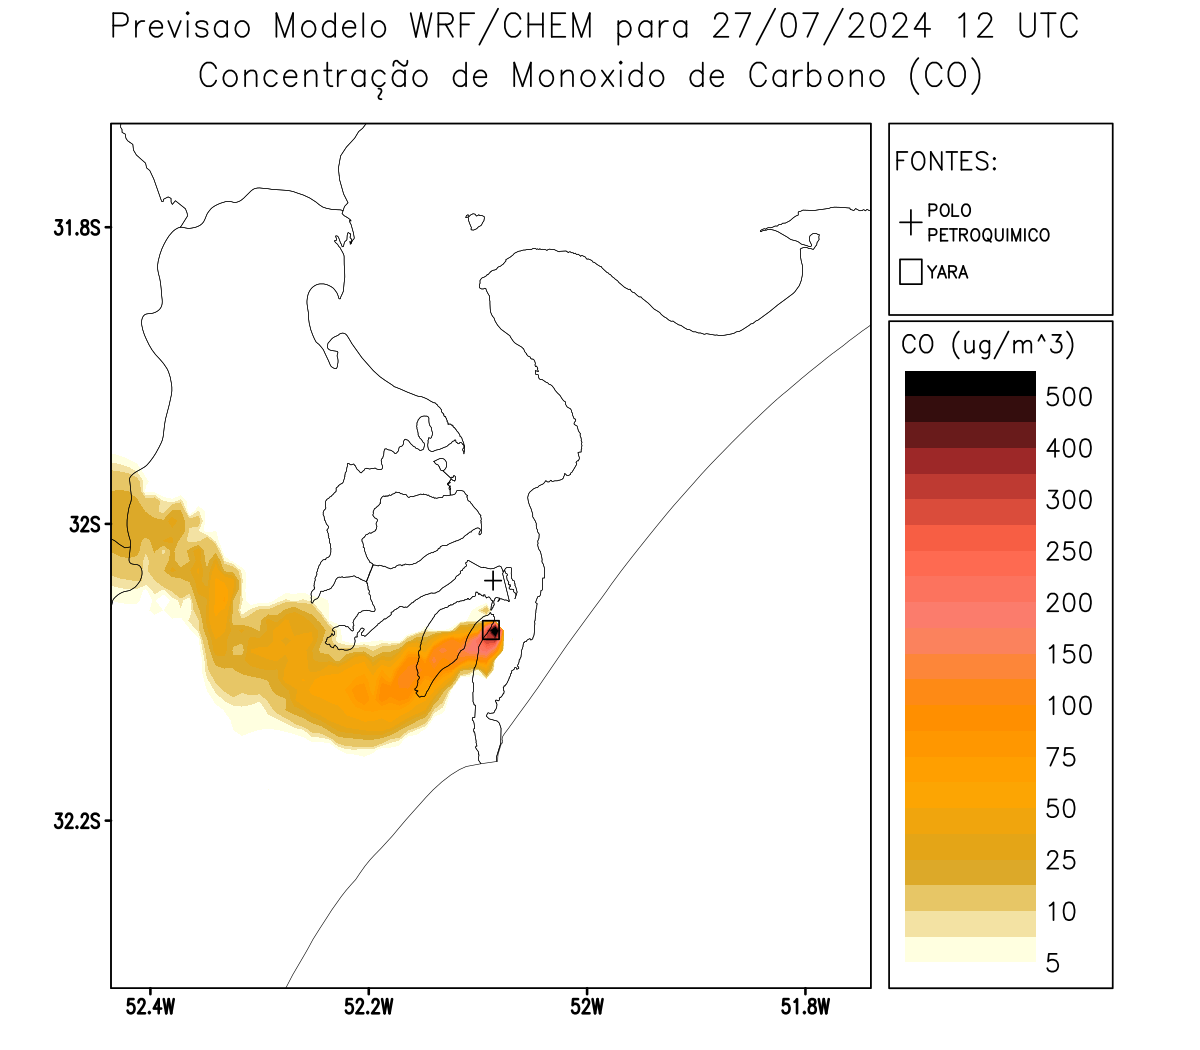 Previsao Modelo WRF/CHEM para 27/07/2024 12 UTC
Concentração de Monoxido de Carbono (CO)
FONTES:
POLO
PETROQUIMICO
YARA
CO (ug/m^3)
500
400
300
250
200
150
100
75
50
25
10
5
31.8S
32S
32.2S
52.4W
52.2W
52W
51.8W